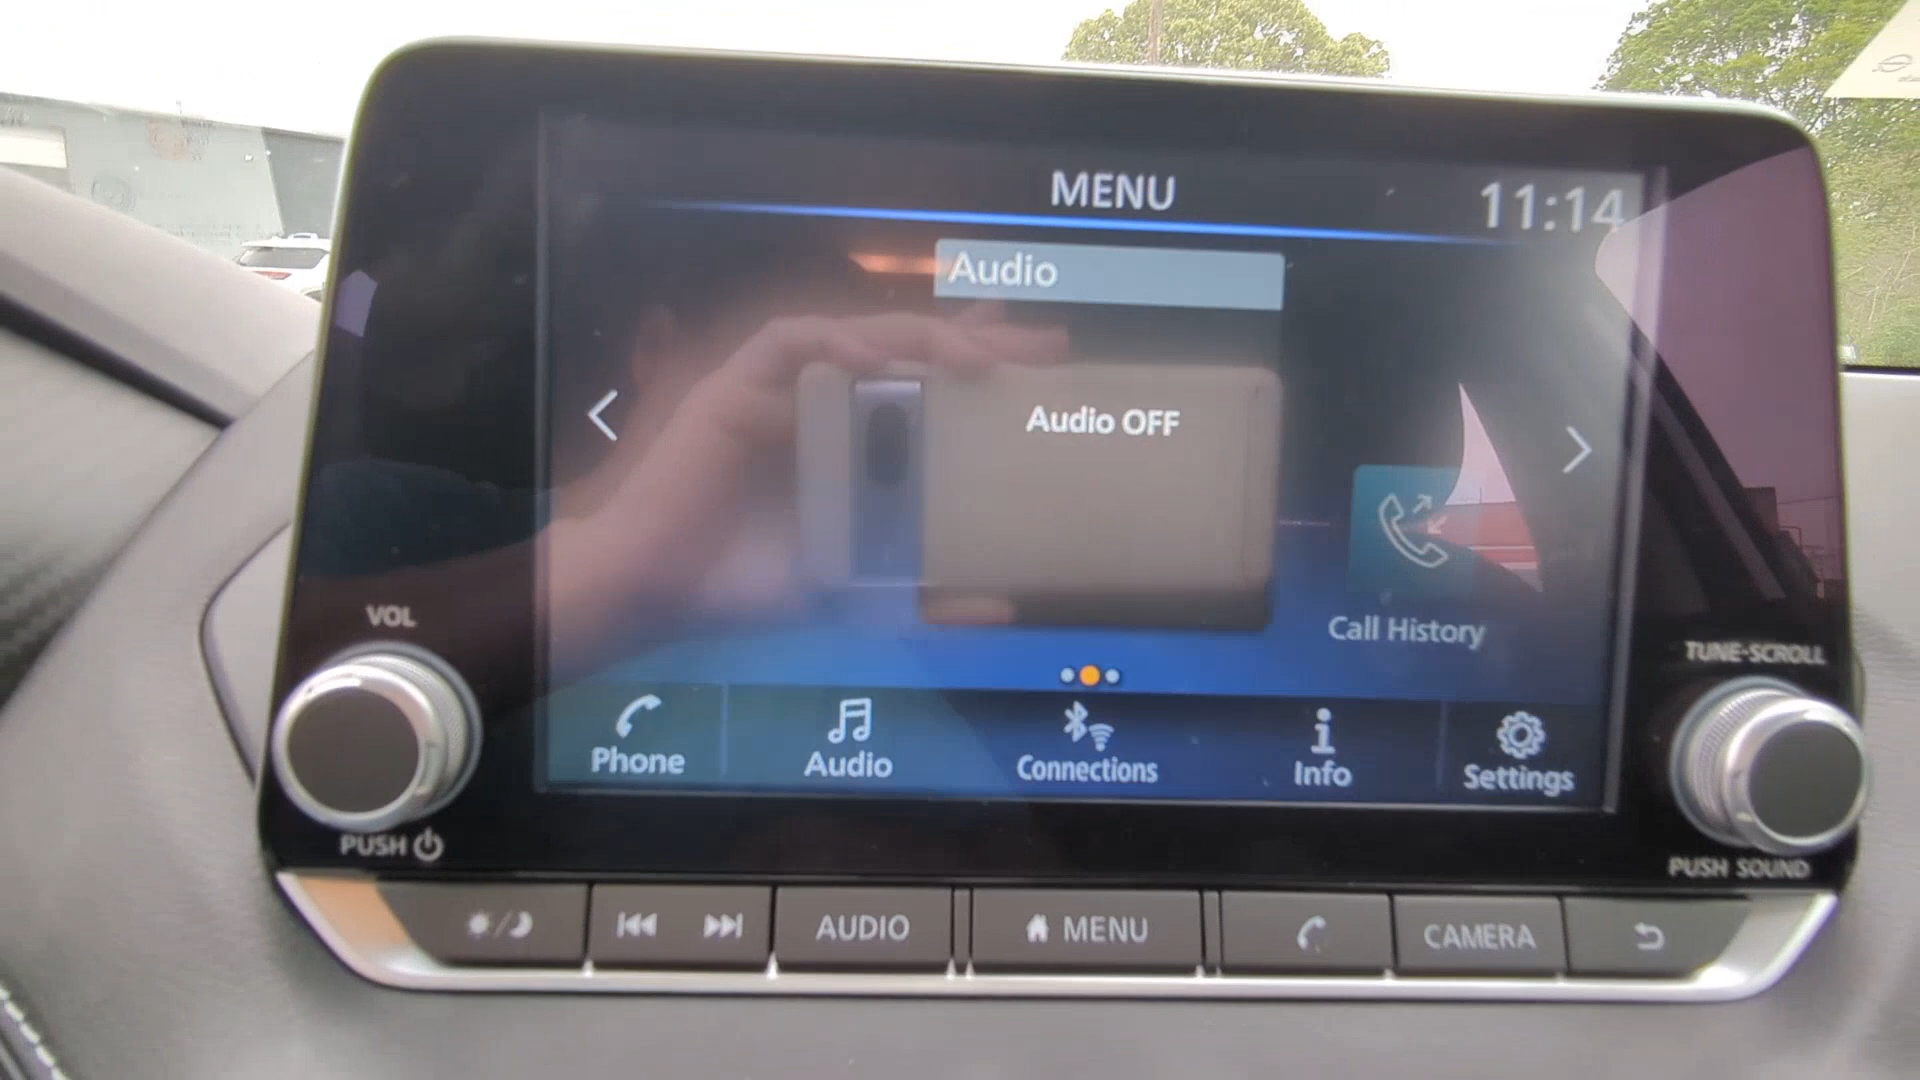 MENU
11:14
Audio
Audio OFF
Call History
Phone
Audio
Connections
Info
Settings
VOL
PUSH
TUNE·SCROLL
PUSH SOUND
AUDIO
MENU
CAMERA